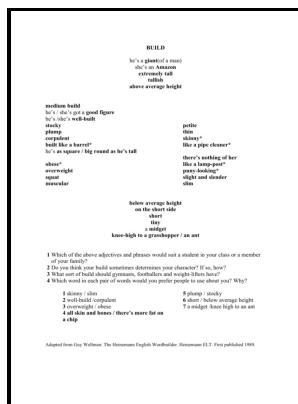 BUILD
he's a giant(of a man)
she's an Amazon
extremely tall
tallish
above average height
medium build
he's / she's got a good figure
he's /she's well-built
stocky
plump
corpulent
built like a barrel*
he's as square / big round as he's tall
obese*
overweight
squat
muscular
petite
thin
skinny*
like a pipe cleaner*
there's nothing of her
like a lamp-post*
puny-looking*
slight and slender
slim
below average height
on the short side
short
tiny
a midget
knee-high to a grasshopper / an ant
1 Which of the above adjectives and phrases would suit a student in your class or a member
of your family?
2 Do you think your build sometimes determines your character? If so, how?
3 What sort of build should gymnasts, footballers and weight-lifters have?
4 Which word in each pair of words would you prefer people to use about you? Why?
1 skinny / slim
2 well-build /corpulent
3 overweight / obese
4 all skin and bones / there's more fat on
a chip
5 plump / stocky
6 short / below average height
7 a midget /knee high to an ant
Adapted from Guy Wellman. The Heinemann English Wordbuilder. Heinemann ELT. First published 1989.